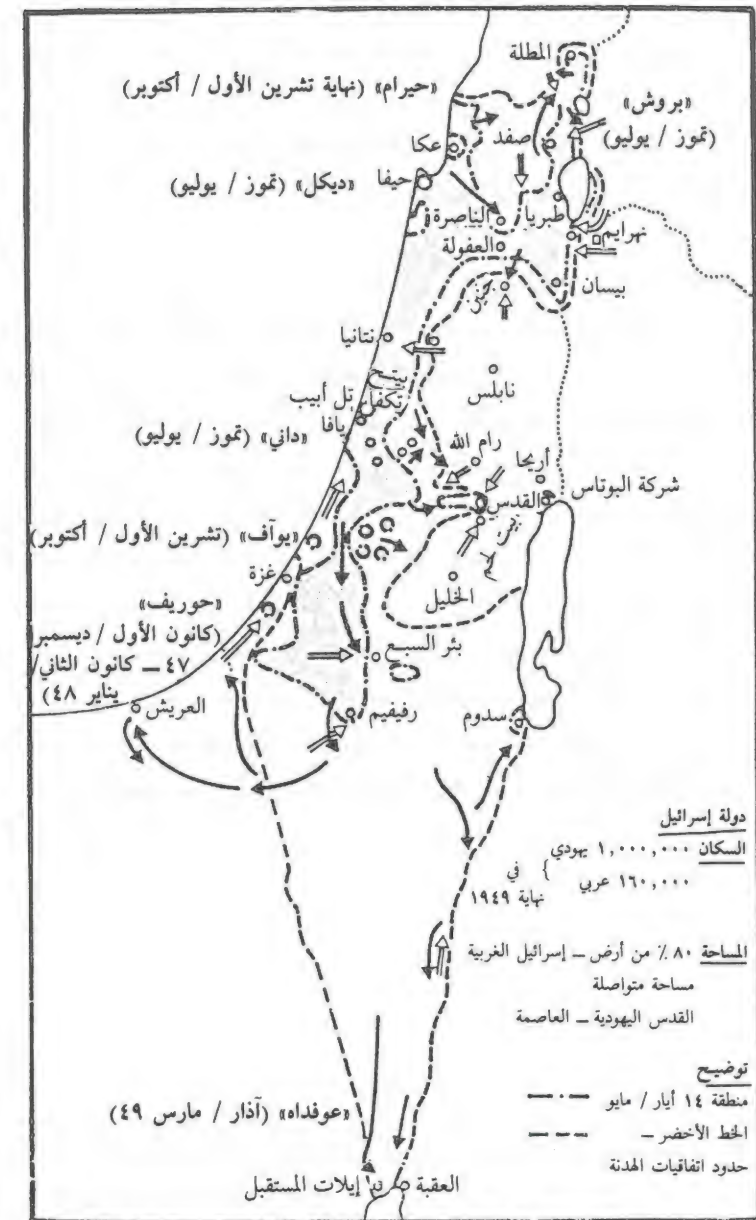 المطلة
«حيرام» (نهاية تشرين الأول / أكتوبر)
«بروش»
(تموز / يوليو)
صفد
عكا
حيفا
«ديكل» (تموز / يوليو)
الناصرة
طبريا
نهرايم
العفولة
بيسان
جنين
نتانيا
نابلس
بيتح
تكفا
تل أبيب
يافا
«داني» (تموز / يوليو)
رام الله
أريحا
شركة البوتاس
القدس
بيت لحم
«يوآف» (تشرين الأول / أكتوبر)
غزة
الخليل
«حوريف»
(كانون الأول / ديسمبر
٤٧ — كانون الثاني/
يناير ٤٨)
بئر السبع
العريش
رفيفيم
سدوم
دولة إسرائيل
السكان ١,٠٠٠,٠٠٠ يهودي
١٦٠,٠٠٠ عربي } في
نهاية ١٩٤٩
المساحة ٨٠ ٪ من أرض — إسرائيل الغربية
مساحة متواصلة
القدس اليهودية — العاصمة
توضيح
منطقة ١٤ أيار / مايو
الخط الأخضر —
حدود اتفاقيات الهدنة
«عوفداه» (آذار / مارس ٤٩)
العقبة
إيلات المستقبل